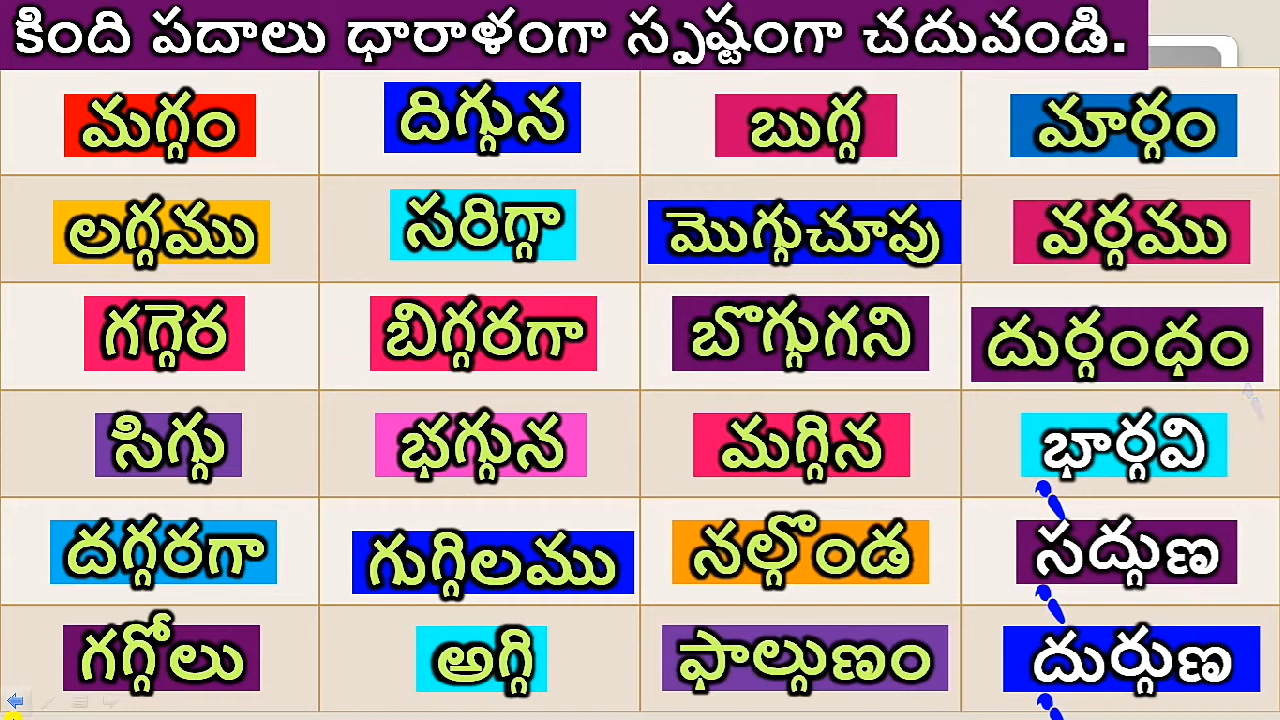 కింది పదాలు ధారాళంగా స్పష్టంగా చదువండి.
మగ్గం దిగ్గున బుగ్గ మార్గం
లగ్గము సరిగ్గా మొగ్గుచూపు వర్గము
గగ్గెర బిగ్గరగా బొగ్గుగని దుర్గంధం
సిగ్గు భగ్గున మగ్గిన భార్గవి
దగ్గరగా గుగ్గిలము నల్గొండ సద్గుణ
గగ్గోలు అగ్గి ఫాల్గుణం దుర్గుణ